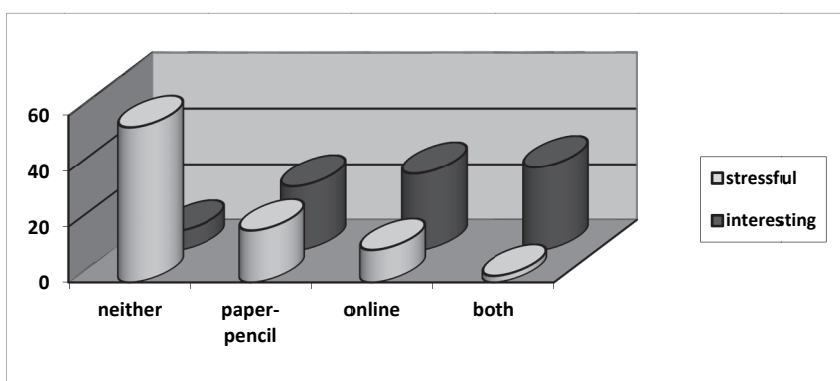 60
40
20
0
neither
paper-
pencil
online
both
stressful
interesting